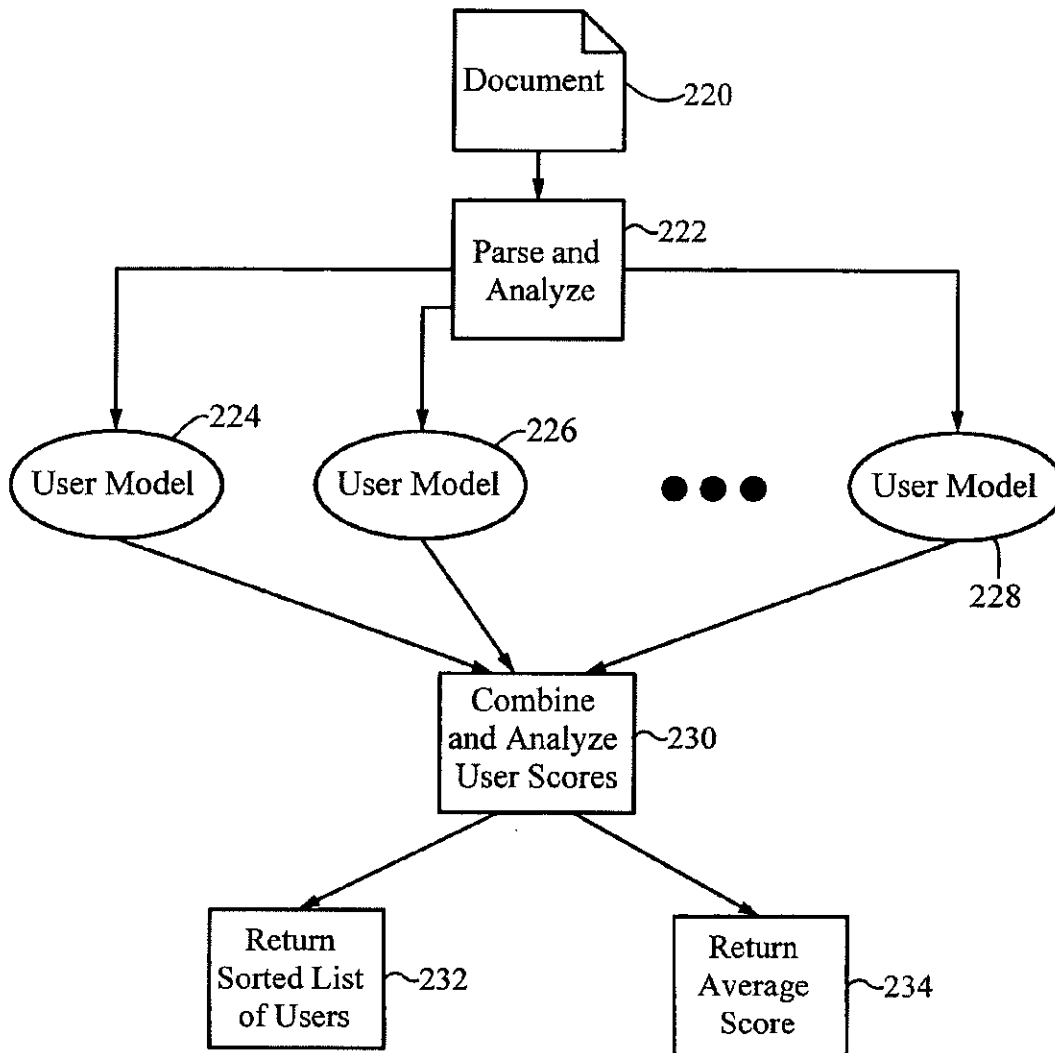 Document
220
Parse and
Analyze
222
224
226
User Model
User Model
User Model
228
Combine
and Analyze
User Scores
230
Return
Sorted List
of Users
232
Return
Average
Score
234